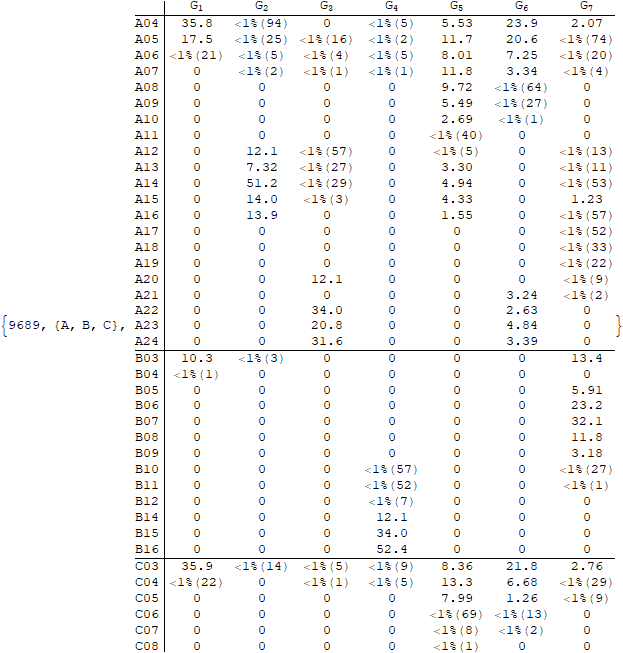 G1 G2 G3 G4 G5 G6 G7
A04 35.8 <1%(94) 0 <1%(5) 5.53 23.9 2.07
A05 17.5 <1%(25) <1%(16) <1%(2) 11.7 20.6 <1%(74)
A06 <1%(21) <1%(5) <1%(4) <1%(5) 8.01 7.25 <1%(20)
A07 0 <1%(2) <1%(1) <1%(1) 11.8 3.34 <1%(4)
A08 0 0 0 0 9.72 <1%(64) 0
A09 0 0 0 0 5.49 <1%(27) 0
A10 0 0 0 0 2.69 <1%(1) 0
A11 0 0 0 0 <1%(40) 0 0
A12 0 12.1 <1%(57) 0 <1%(5) 0 <1%(13)
A13 0 7.32 <1%(27) 0 3.30 0 <1%(11)
A14 0 51.2 <1%(29) 0 4.94 0 <1%(53)
A15 0 14.0 <1%(3) 0 4.33 0 1.23
A16 0 13.9 0 0 1.55 0 <1%(57)
A17 0 0 0 0 0 0 <1%(52)
A18 0 0 0 0 0 0 <1%(33)
A19 0 0 0 0 0 0 <1%(22)
A20 0 0 12.1 0 0 0 <1%(9)
A21 0 0 0 0 0 3.24 <1%(2)
A22 0 0 34.0 0 0 2.63 0
{9689, {A, B, C}, A23 0 0 20.8 0 0 4.84 0 }
A24 0 0 31.6 0 0 3.39 0
B03 10.3 <1%(3) 0 0 0 0 13.4
B04 <1%(1) 0 0 0 0 0 0
B05 0 0 0 0 0 0 5.91
B06 0 0 0 0 0 0 23.2
B07 0 0 0 0 0 0 32.1
B08 0 0 0 0 0 0 11.8
B09 0 0 0 0 0 0 3.18
B10 0 0 0 <1%(57) 0 0 <1%(27)
B11 0 0 0 <1%(52) 0 0 <1%(1)
B12 0 0 0 <1%(7) 0 0 0
B14 0 0 0 12.1 0 0 0
B15 0 0 0 34.0 0 0 0
B16 0 0 0 52.4 0 0 0
C03 35.9 <1%(14) <1%(5) <1%(9) 8.36 21.8 2.76
C04 <1%(22) 0 <1%(1) <1%(5) 13.3 6.68 <1%(29)
C05 0 0 0 0 7.99 1.26 <1%(9)
C06 0 0 0 0 <1%(69) <1%(13) 0
C07 0 0 0 0 <1%(8) <1%(2) 0
C08 0 0 0 0 <1%(1) 0 0